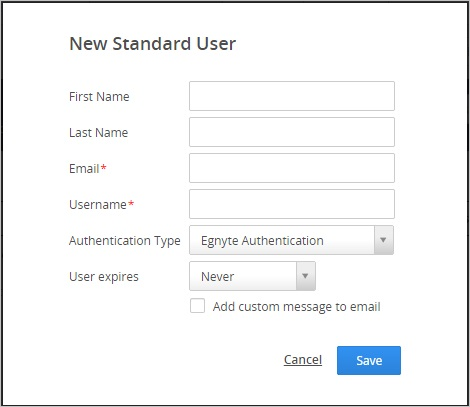 New Standard User
First Name
Last Name
Email*
Username*
Authentication Type Egnyte Authentication
User expires Never
Add custom message to email
Cancel Save